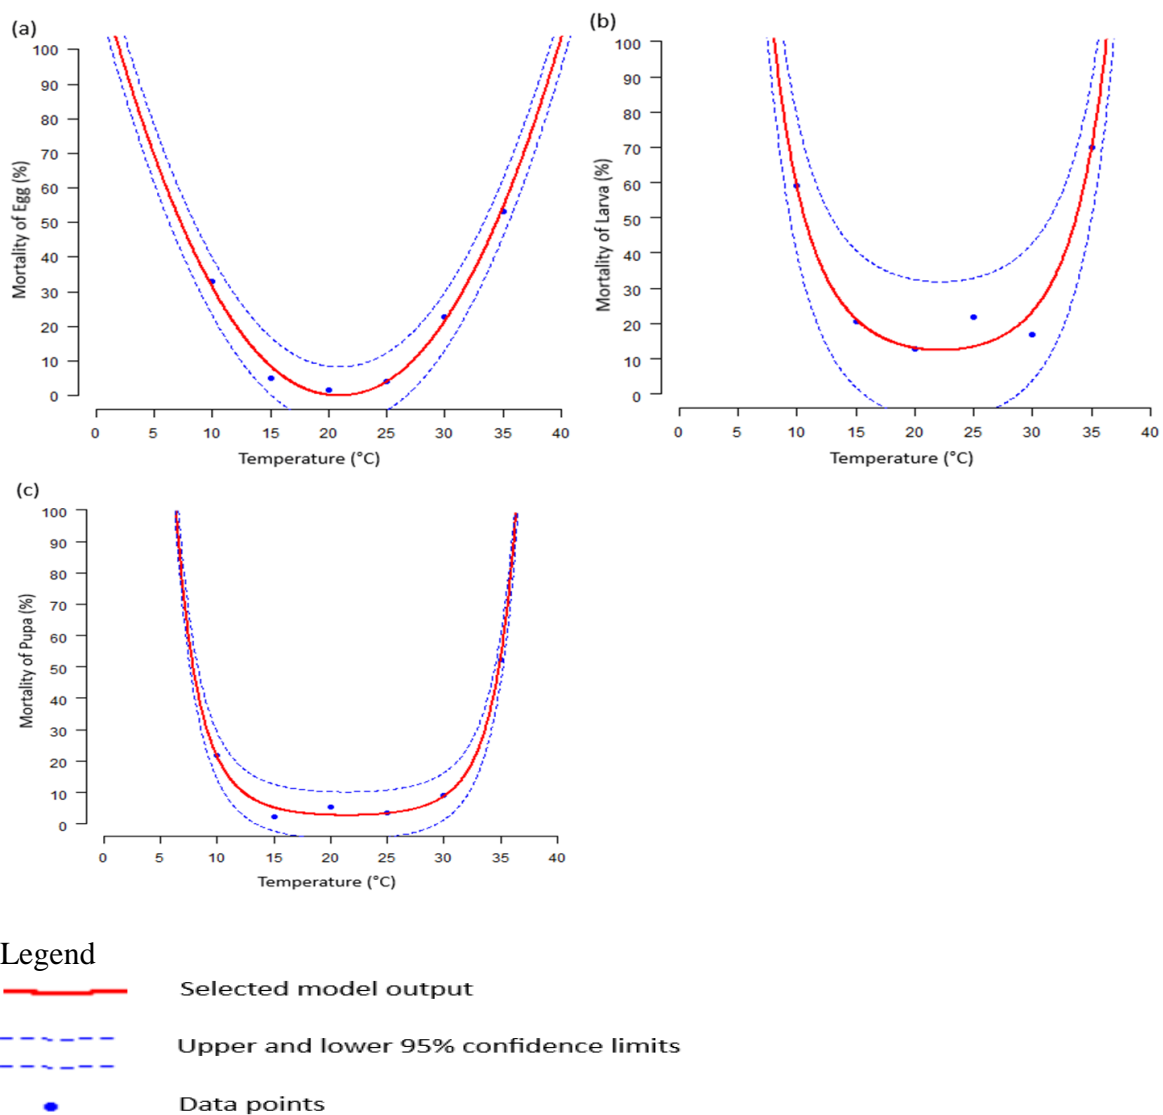 (a)
Mortality of Egg (%)
100
90
80
70
60
50
40
30
20
10
0
0 5 10 15 20 25 30 35 40
Temperature (°C)
(b)
Mortality of Larva (%)
100
90
80
70
60
50
40
30
20
10
0
0 5 10 15 20 25 30 35 40
Temperature (°C)
(c)
Mortality of Pupa (%)
100
90
80
70
60
50
40
30
20
10
0
0 5 10 15 20 25 30 35 40
Temperature (°C)
Legend
Selected model output
Upper and lower 95% confidence limits
Data points